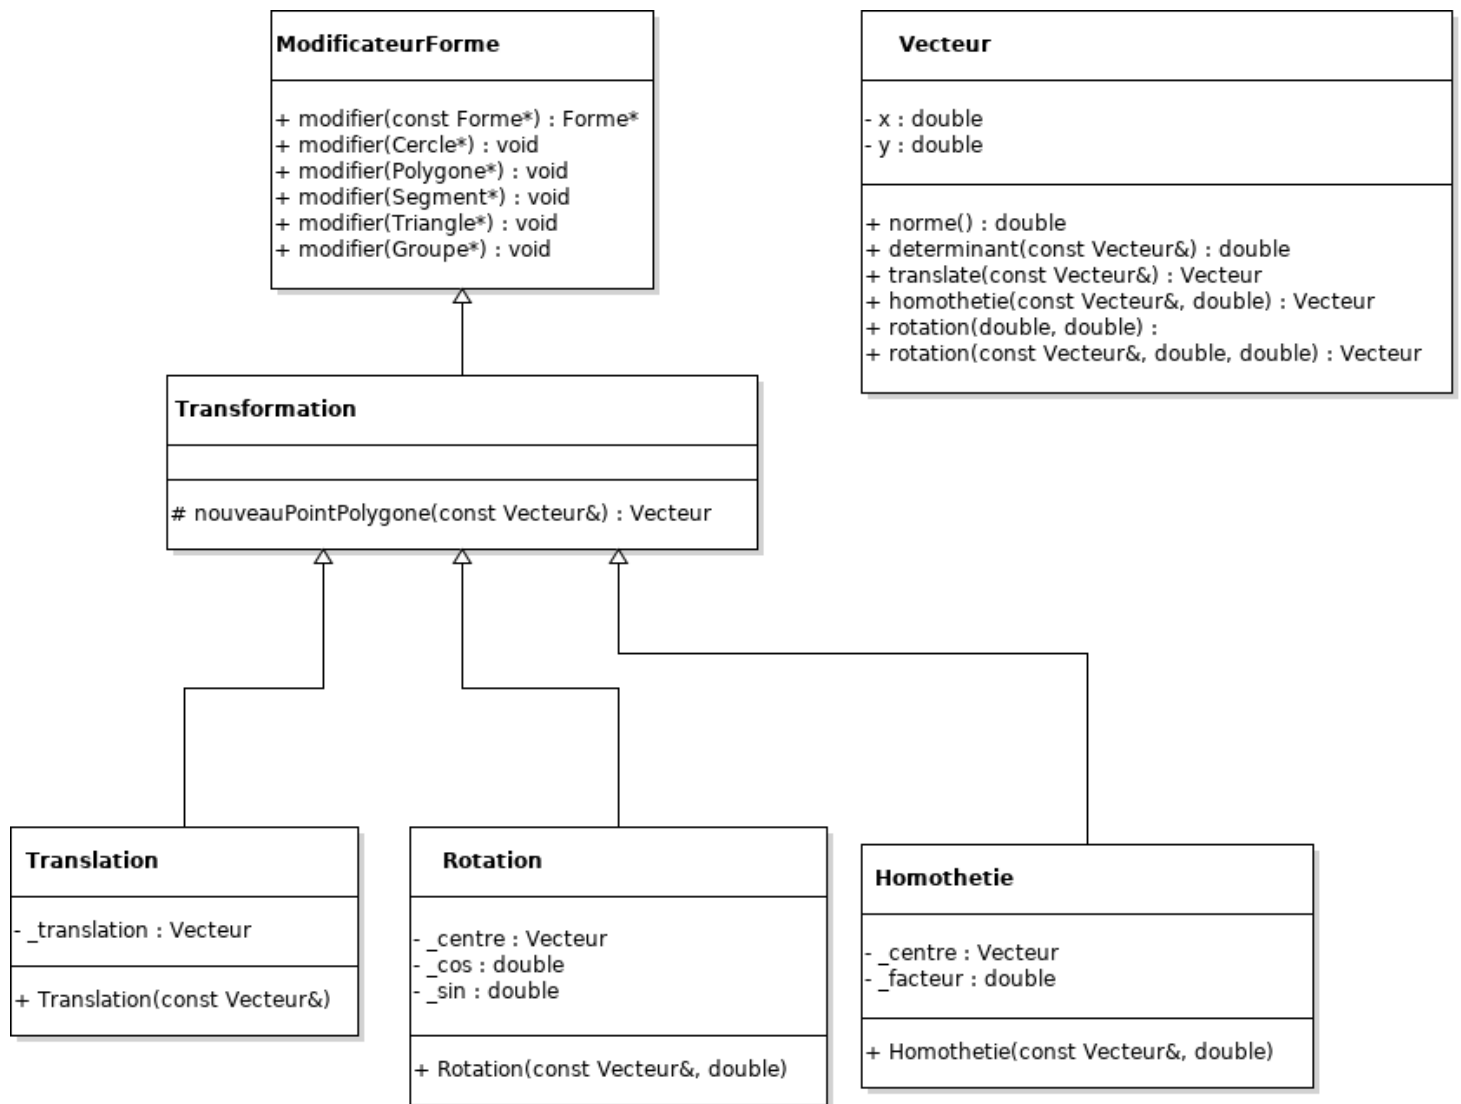 ModificateurForme
+ modifier(const Forme*) : Forme*
+ modifier(Cercle*) : void
+ modifier(Polygone*) : void
+ modifier(Segment*) : void
+ modifier(Triangle*) : void
+ modifier(Groupe*) : void
Vecteur
- x : double
- y : double
+ norme() : double
+ determinant(const Vecteur&) : double
+ translate(const Vecteur&) : Vecteur
+ homothetie(const Vecteur&, double) : Vecteur
+ rotation(double, double) :
+ rotation(const Vecteur&, double, double) : Vecteur
Transformation
# nouveauPointPolygone(const Vecteur&) : Vecteur
Translation
- _translation : Vecteur
+ Translation(const Vecteur&)
Rotation
- _centre : Vecteur
- _cos : double
- _sin : double
+ Rotation(const Vecteur&, double)
Homothetie
- _centre : Vecteur
- _facteur : double
+ Homothetie(const Vecteur&, double)